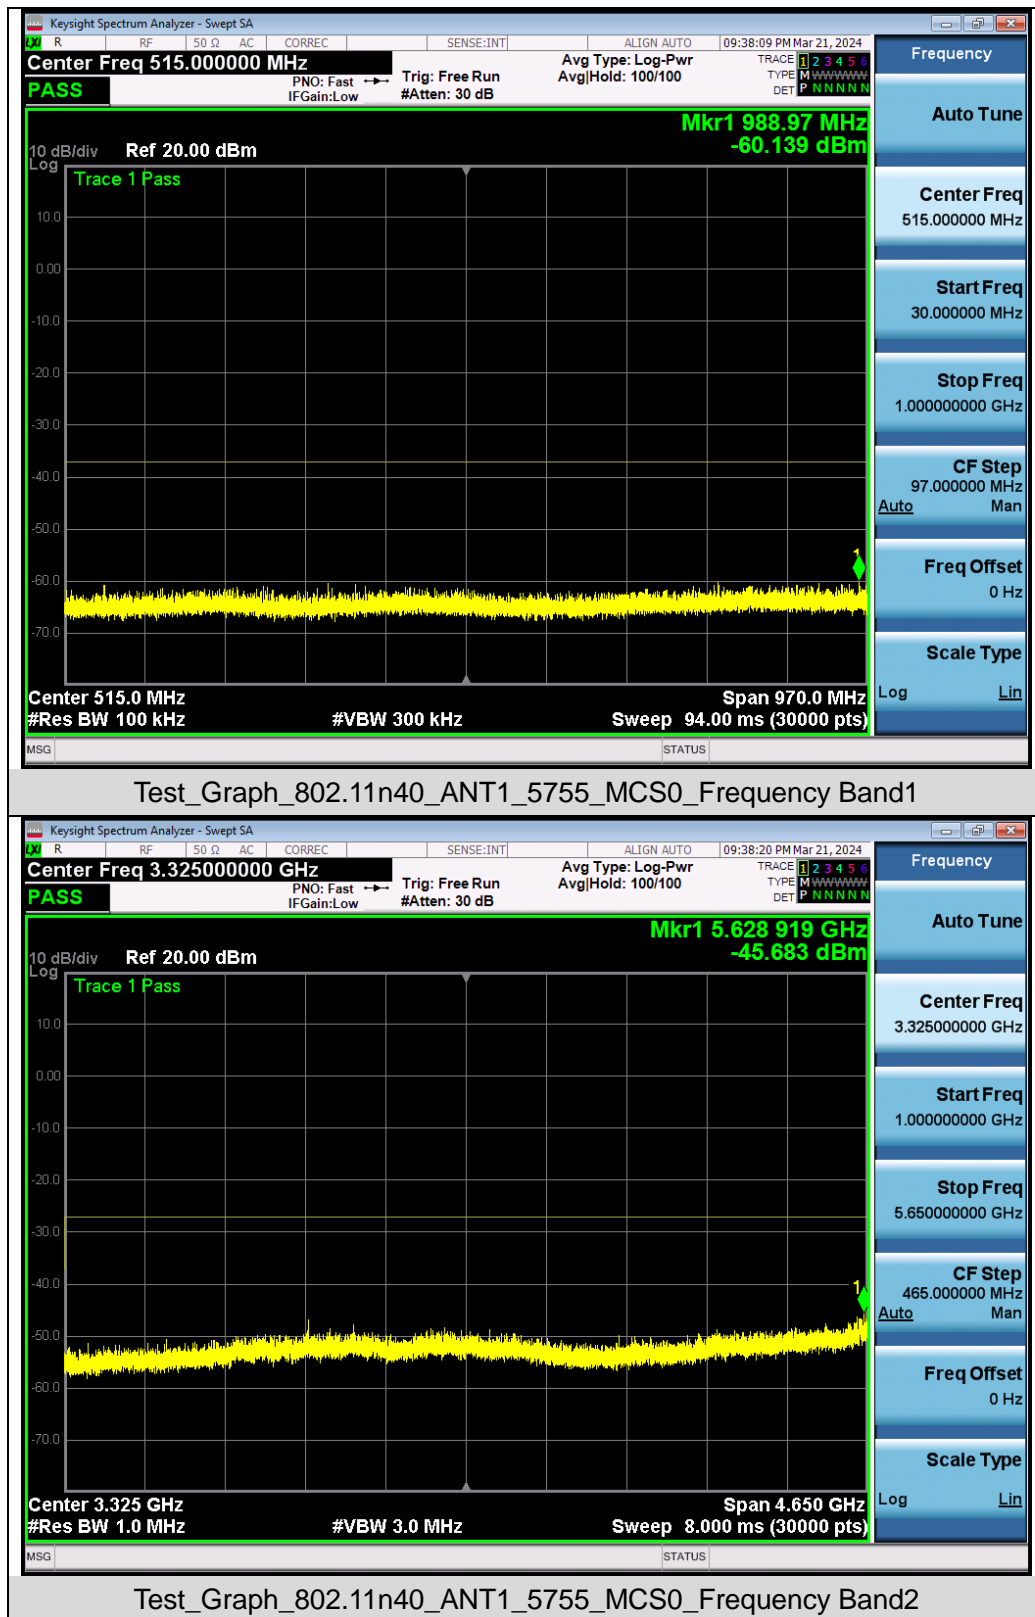 Keysight Spectrum Analyzer - Swept SA
LXI R RF 50 Ω AC CORREC SENSE:INT ALIGN AUTO 09:38:09 PM Mar 21, 2024
Center Freq 515.000000 MHz
PASS
PNO: Fast
IFGain:Low
Trig: Free Run
#Atten: 30 dB
Avg Type: Log-Pwr
Avg|Hold: 100/100
TRACE 1 2 3 4 5 6
TYPE M W W W W W
DET P N N N N N
Mkr1 988.97 MHz
-60.139 dBm
10 dB/div Ref 20.00 dBm
Log
Trace 1 Pass
10.0
0.00
-10.0
-20.0
-30.0
-40.0
-50.0
-60.0
-70.0
1
Center 515.0 MHz Span 970.0 MHz
#Res BW 100 kHz #VBW 300 kHz Sweep 94.00 ms (30000 pts)
MSG STATUS
Frequency
Auto Tune
Center Freq
515.000000 MHz
Start Freq
30.000000 MHz
Stop Freq
1.000000000 GHz
CF Step
97.000000 MHz
Auto Man
Freq Offset
0 Hz
Scale Type
Log Lin
Test_Graph_802.11n40_ANT1_5755_MCS0_Frequency Band1
Keysight Spectrum Analyzer - Swept SA
LXI R RF 50 Ω AC CORREC SENSE:INT ALIGN AUTO 09:38:20 PM Mar 21, 2024
Center Freq 3.325000000 GHz
PASS
PNO: Fast
IFGain:Low
Trig: Free Run
#Atten: 30 dB
Avg Type: Log-Pwr
Avg|Hold: 100/100
TRACE 1 2 3 4 5 6
TYPE M W W W W W
DET P N N N N N
Mkr1 5.628 919 GHz
-45.683 dBm
10 dB/div Ref 20.00 dBm
Log
Trace 1 Pass
10.0
0.00
-10.0
-20.0
-30.0
-40.0
-50.0
-60.0
-70.0
1
Center 3.325 GHz Span 4.650 GHz
#Res BW 1.0 MHz #VBW 3.0 MHz Sweep 8.000 ms (30000 pts)
MSG STATUS
Frequency
Auto Tune
Center Freq
3.325000000 GHz
Start Freq
1.000000000 GHz
Stop Freq
5.650000000 GHz
CF Step
465.000000 MHz
Auto Man
Freq Offset
0 Hz
Scale Type
Log Lin
Test_Graph_802.11n40_ANT1_5755_MCS0_Frequency Band2